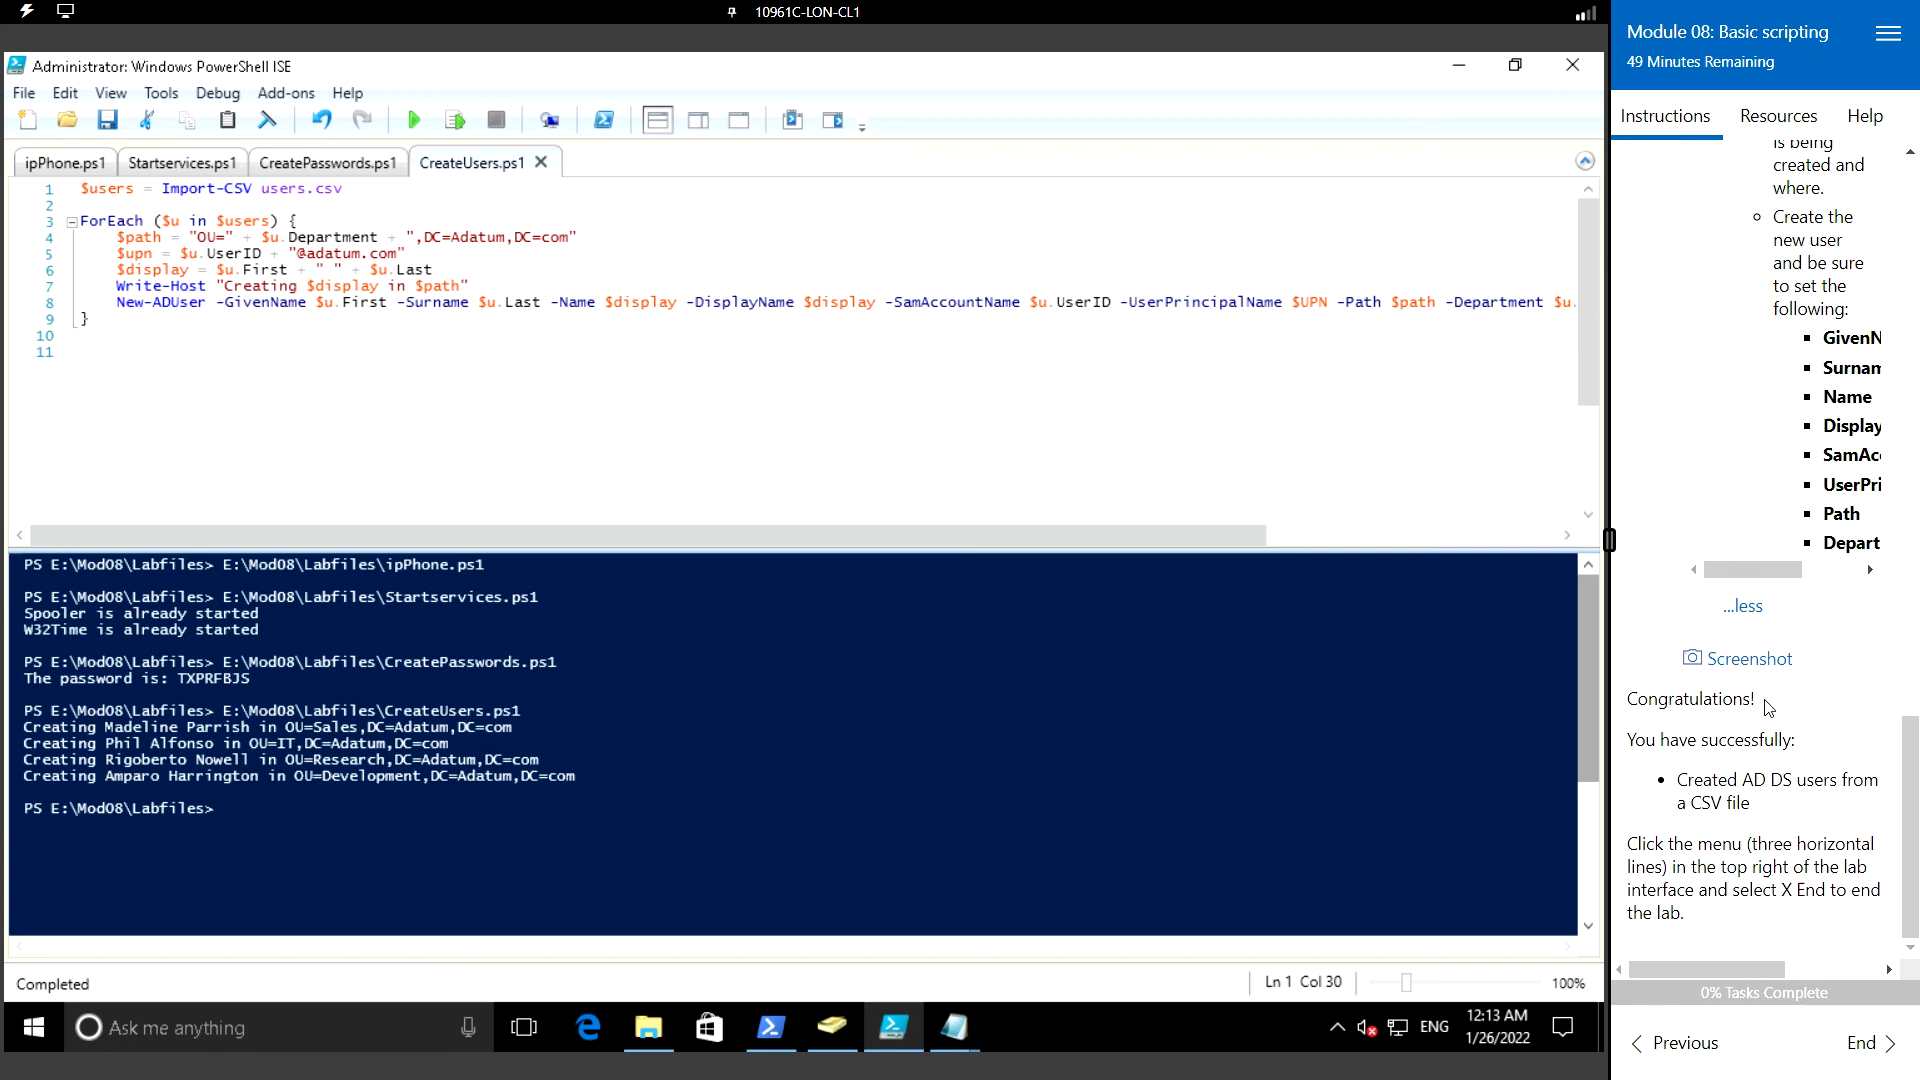 10961C-LON-CL1
Administrator: Windows PowerShell ISE
File Edit View Tools Debug Add-ons Help
ipPhone.ps1 Startservices.ps1 CreatePasswords.ps1 CreateUsers.ps1
1 $users = Import-CSV users.csv
2
3 ForEach ($u in $users) {
4 $path = "OU=" + $u.Department + ",DC=Adatum,DC=com"
5 $upn = $u.UserID + "@adatum.com"
6 $display = $u.First + " " + $u.Last
7 Write-Host "Creating $display in $path"
8 New-ADUser -GivenName $u.First -Surname $u.Last -Name $display -DisplayName $display -SamAccountName $u.UserID -UserPrincipalName $UPN -Path $path -Department $u.
9 }
10
11
PS E:\Mod08\Labfiles> E:\Mod08\Labfiles\ipPhone.ps1
PS E:\Mod08\Labfiles> E:\Mod08\Labfiles\Startservices.ps1
Spooler is already started
W32Time is already started
PS E:\Mod08\Labfiles> E:\Mod08\Labfiles\CreatePasswords.ps1
The password is: TXPRFBJS
PS E:\Mod08\Labfiles> E:\Mod08\Labfiles\CreateUsers.ps1
Creating Madeline Parrish in OU=Sales,DC=Adatum,DC=com
Creating Phil Alfonso in OU=IT,DC=Adatum,DC=com
Creating Rigoberto Nowell in OU=Research,DC=Adatum,DC=com
Creating Amparo Harrington in OU=Development,DC=Adatum,DC=com
PS E:\Mod08\Labfiles>
Completed
Ln 1 Col 30
100%
Ask me anything
ENG
12:13 AM
1/26/2022
Module 08: Basic scripting
49 Minutes Remaining
Instructions Resources Help
is being
created and
where.
Create the
new user
and be sure
to set the
following:
GivenN
Surnam
Name
Display
SamAcc
UserPri
Path
Depart
...less
Screenshot
Congratulations!
You have successfully:
Created AD DS users from
a CSV file
Click the menu (three horizontal
lines) in the top right of the lab
interface and select X End to end
the lab.
0% Tasks Complete
Previous
End